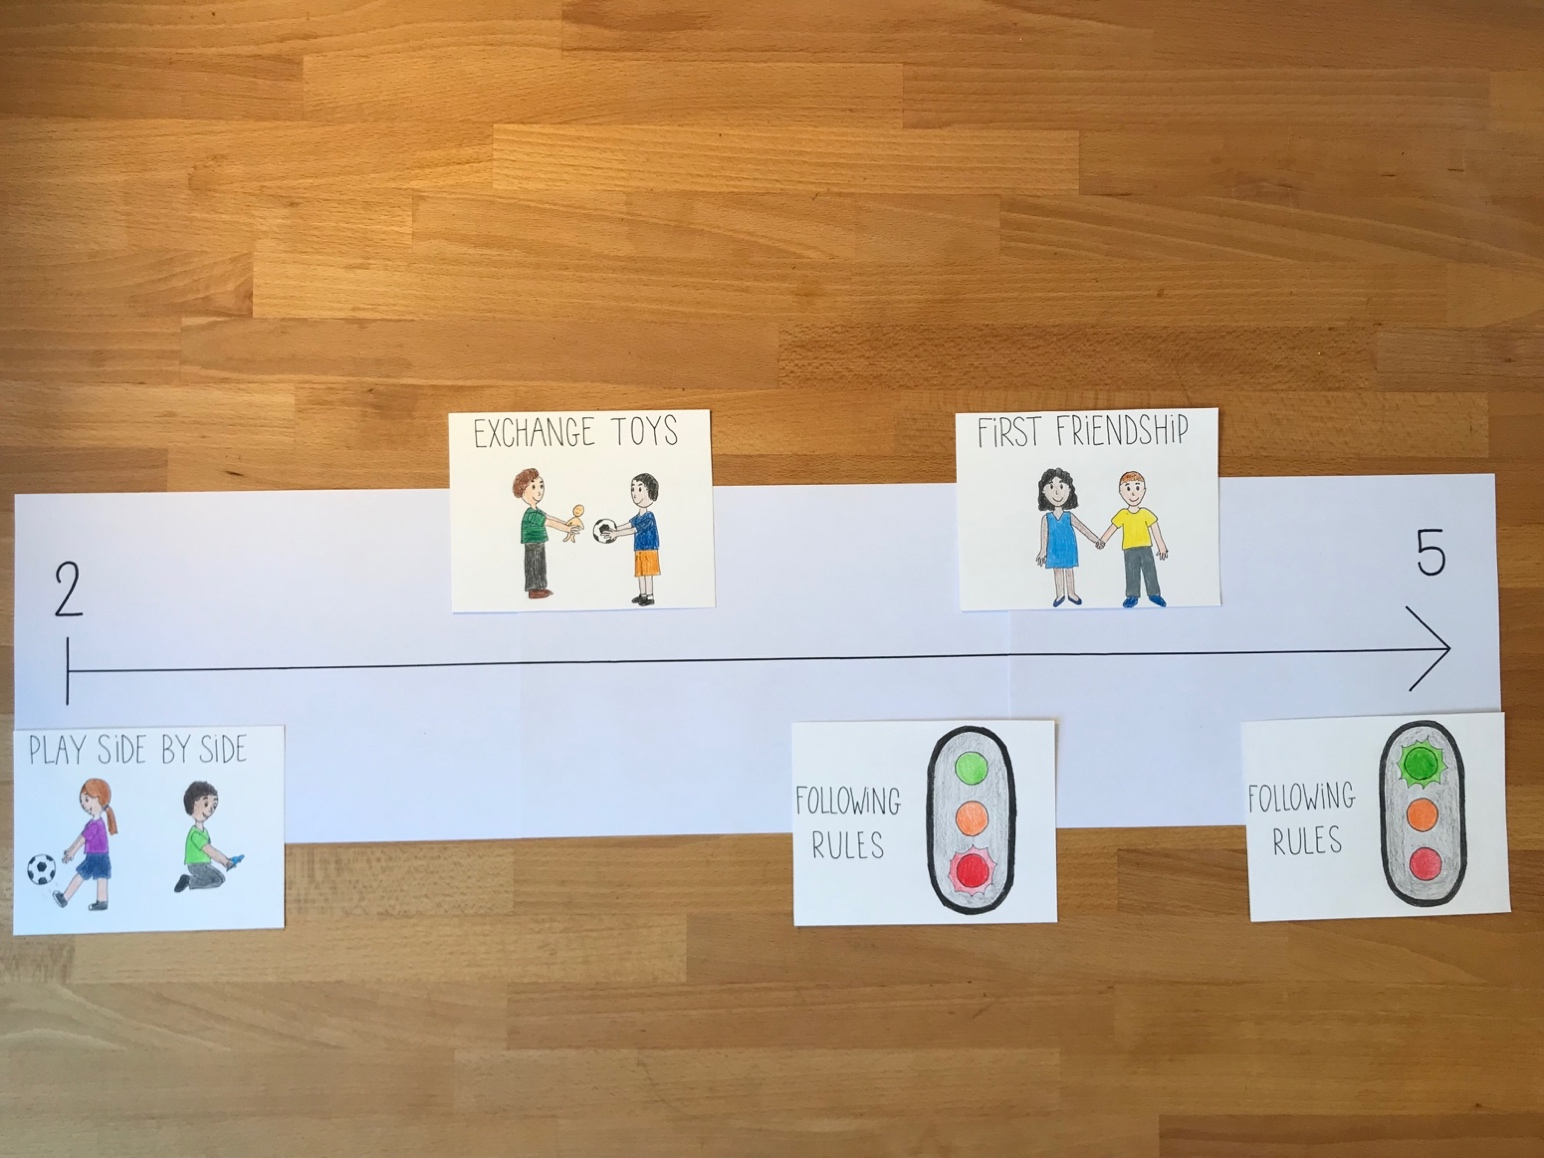 EXCHANGE TOYS
FiRST FRiENDSHiP
2
5
PLAY SiDE BY SiDE
FOLLOWiNG
RULES
FOLLOWiNG
RULES